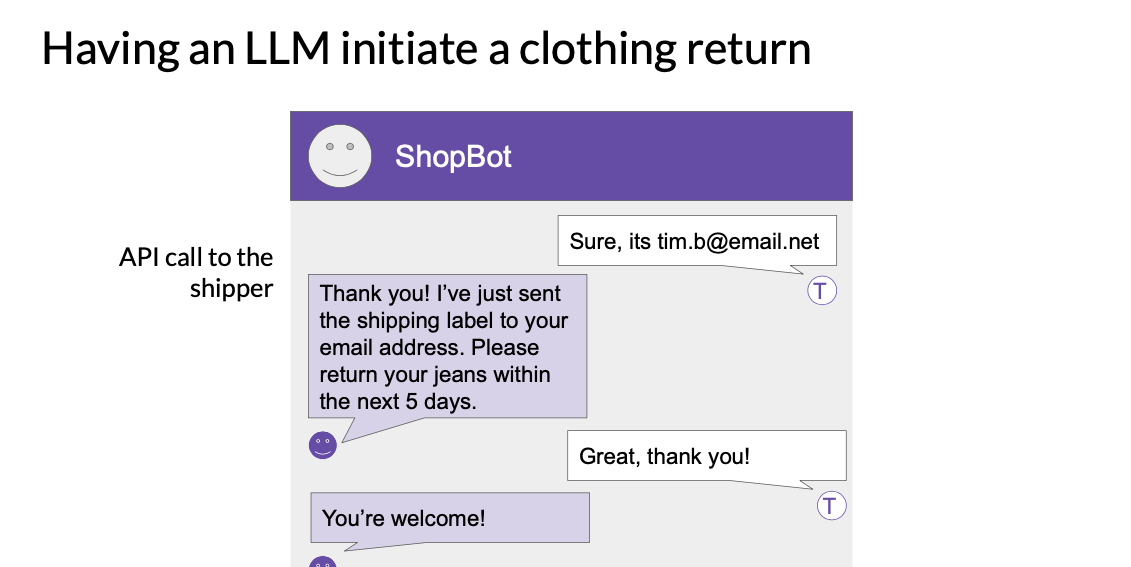 Having an LLM initiate a clothing return
ShopBot
Sure, its tim.b@email.net
API call to the
shipper
T
Thank you! I’ve just sent
the shipping label to your
email address. Please
return your jeans within
the next 5 days.
Great, thank you!
T
You’re welcome!